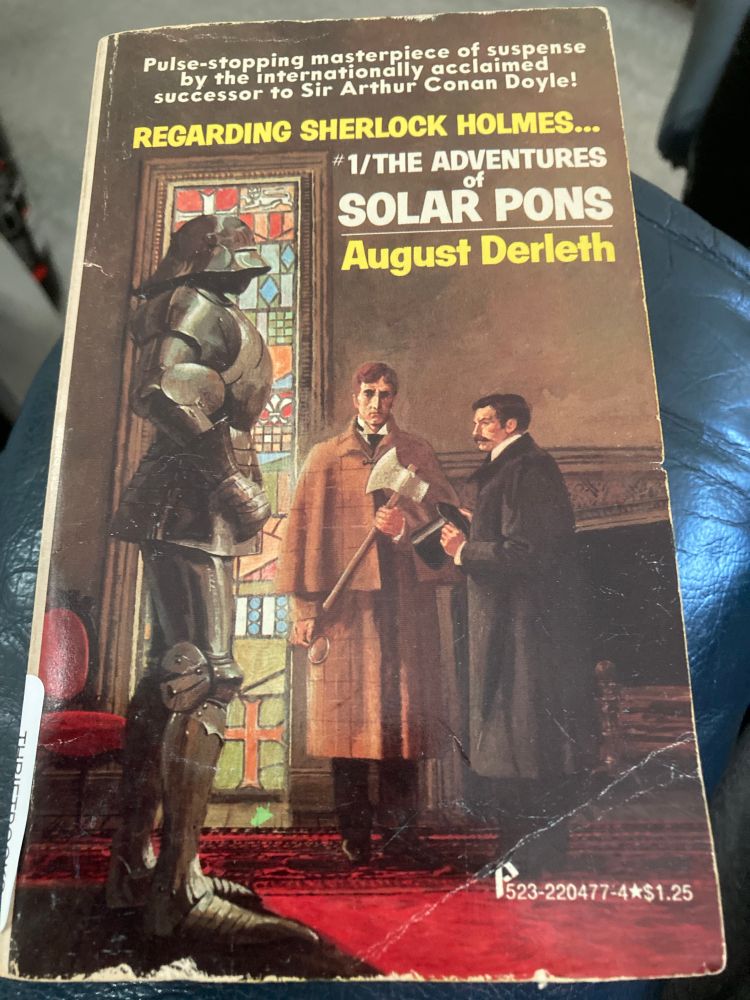 Pulse-stopping masterpiece of suspense
by the internationally acclaimed
successor to Sir Arthur Conan Doyle!
REGARDING SHERLOCK HOLMES...
#1/THE ADVENTURES
of
SOLAR PONS
August Derleth
523-220477-4★$1.25